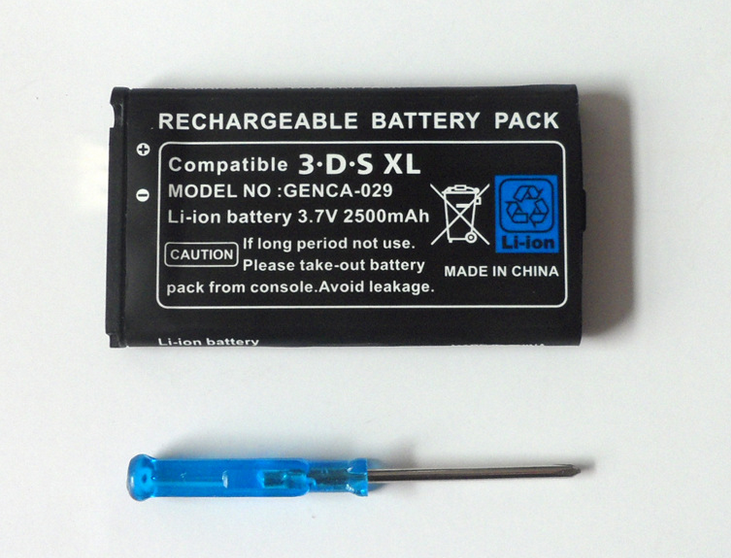 RECHARGEABLE BATTERY PACK
Compatible 3·D·S XL
MODEL NO :GENCA-029
Li-ion battery 3.7V 2500mAh
CAUTION
If long period not use.
Please take-out battery
pack from console.Avoid leakage.
Li-ion
MADE IN CHINA
Li-ion battery